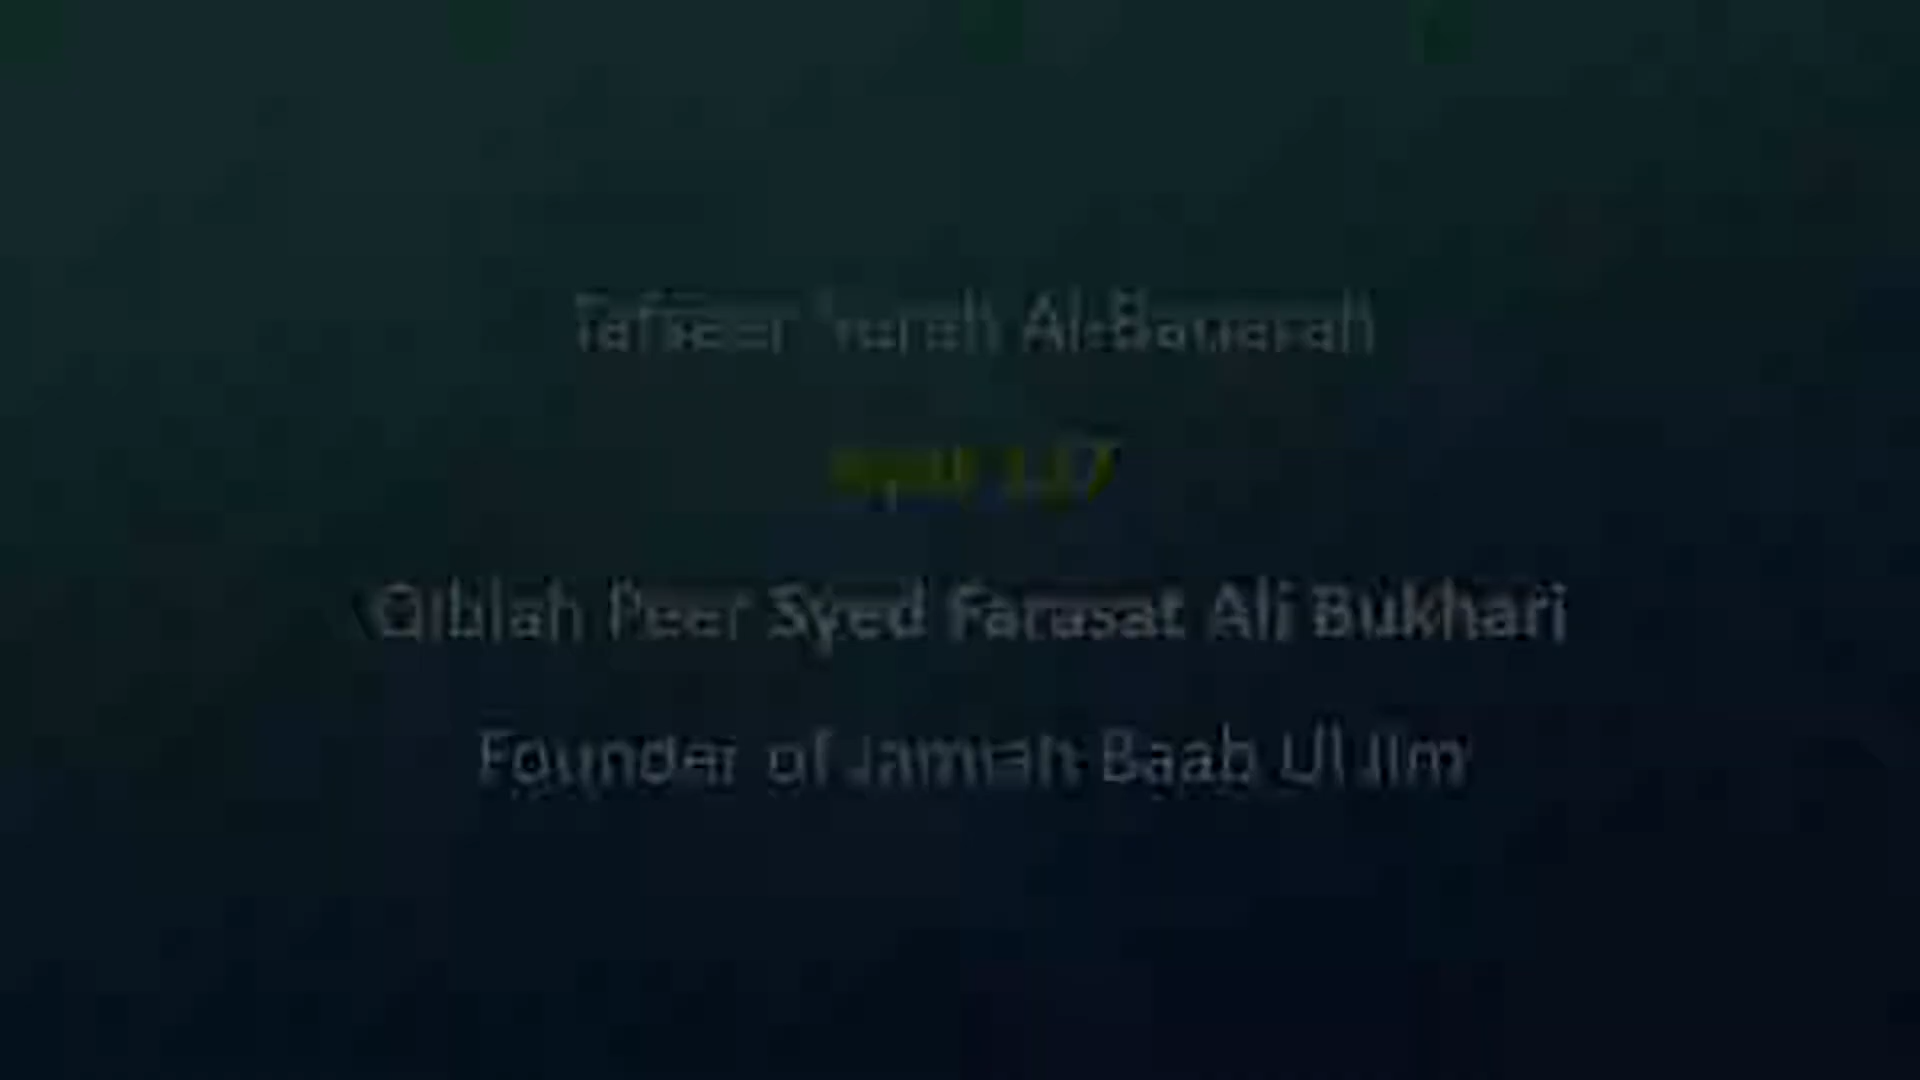 Tafseer Surah Al-Baqarah
Qiblah Peer Syed Farasat Ali Bukhari
Founder of Jamiah Baab Ul Ilm